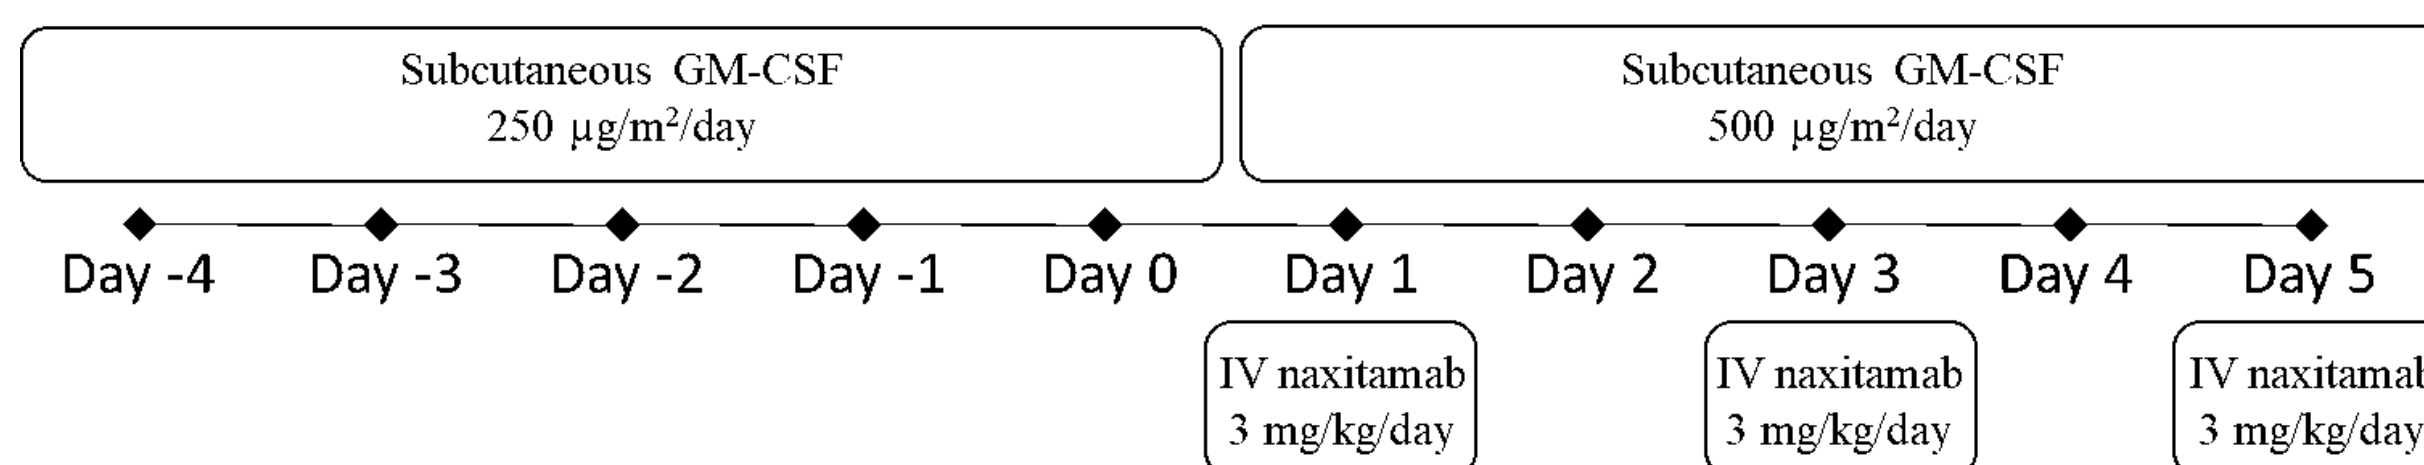 Subcutaneous GM-CSF
250 µg/m²/day
Subcutaneous GM-CSF
500 µg/m²/day
Day -4 Day -3 Day -2 Day -1 Day 0 Day 1 Day 2 Day 3 Day 4 Day 5
IV naxitamab
3 mg/kg/day
IV naxitamab
3 mg/kg/day
IV naxitamab
3 mg/kg/day